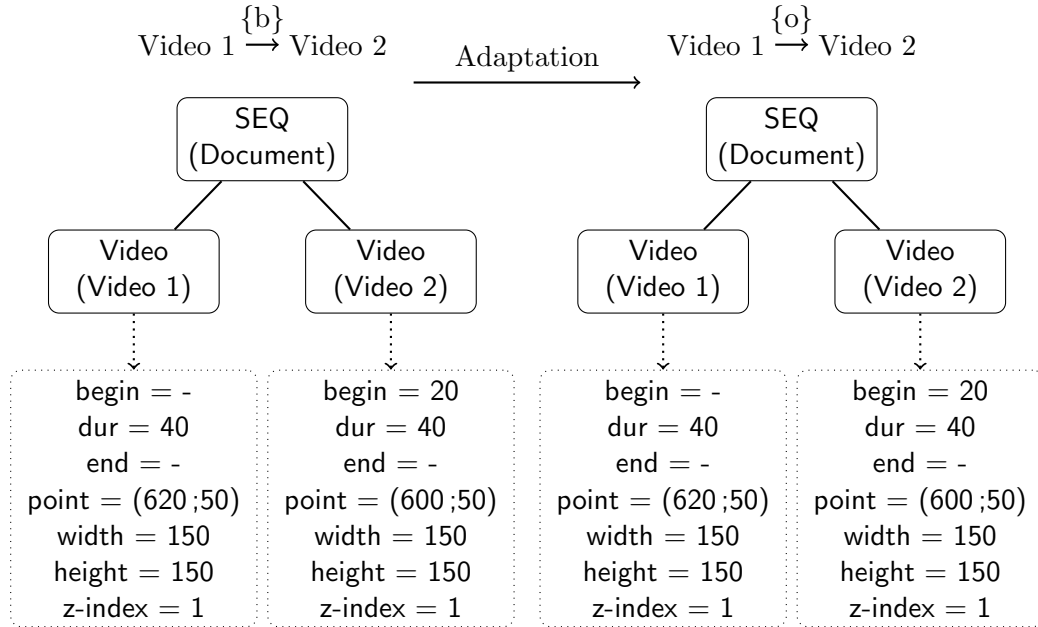 {b}
Video 1 → Video 2
Adaptation
{o}
Video 1 → Video 2
SEQ
(Document)
Video
(Video 1)
Video
(Video 2)
begin = -
dur = 40
end = -
point = (620 ;50)
width = 150
height = 150
z-index = 1
begin = 20
dur = 40
end = -
point = (600 ;50)
width = 150
height = 150
z-index = 1
SEQ
(Document)
Video
(Video 1)
Video
(Video 2)
begin = -
dur = 40
end = -
point = (620 ;50)
width = 150
height = 150
z-index = 1
begin = 20
dur = 40
end = -
point = (600 ;50)
width = 150
height = 150
z-index = 1